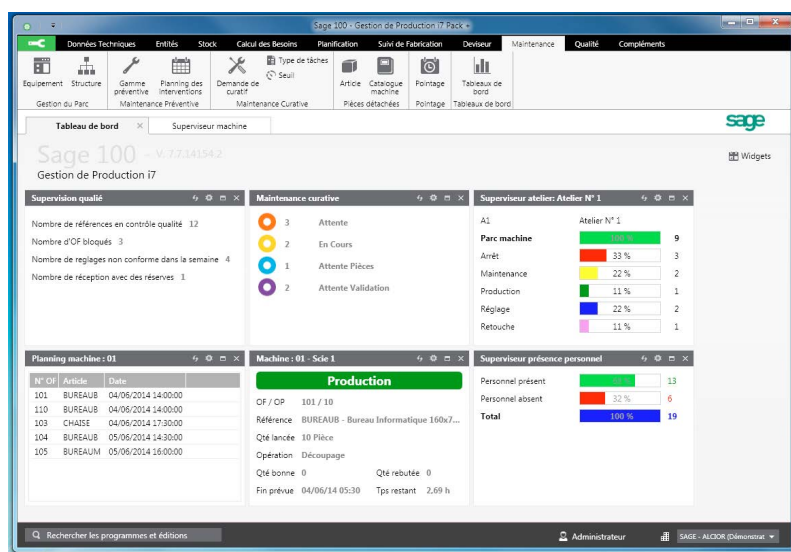 Sage 100 - Gestion de Production i7 Pack +
Données Techniques Entités Stock Calcul des Besoins Planification Suivi de Fabrication Deviseur Maintenance Qualité Compléments
Equipement Structure Gamme préventive Planning des interventions Demande de curatif Type de tâches Seuil Article Catalogue machine Pointage Tableaux de bord
Gestion du Parc Maintenance Préventive Maintenance Curative Pièces détachées Pointage Tableaux de bord
Tableau de bord Superviseur machine
sage
Sage 100 - V. 7.7.14154.2
Widgets
Gestion de Production i7
Supervision qualié
Nombre de références en contrôle qualité 12
Nombre d'OF bloqués 3
Nombre de reglages non conforme dans la semaine 4
Nombre de réception avec des réserves 1
Maintenance curative
3 Attente
2 En Cours
1 Attente Pièces
2 Attente Validation
Superviseur atelier: Atelier N° 1
A1 Atelier N° 1
Parc machine 100 % 9
Arrêt 33 % 3
Maintenance 22 % 2
Production 11 % 1
Réglage 22 % 2
Retouche 11 % 1
Planning machine : 01
N° OF Article Date
101 BUREAUB 04/06/2014 14:00:00
110 BUREAUB 04/06/2014 14:00:00
103 CHAISE 04/06/2014 17:30:00
104 BUREAUB 05/06/2014 14:30:00
105 BUREAUM 05/06/2014 16:00:00
Machine : 01 - Scie 1
Production
OF / OP 101 / 10
Référence BUREAUB - Bureau Informatique 160x7...
Qté lancée 10 Pièce
Opération Découpage
Qté bonne 0 Qté rebutée 0
Fin prévue 04/06/14 05:30 Tps restant 2,69 h
Superviseur présence personnel
Personnel présent 13
Personnel absent 32 % 6
Total 100 % 19
Rechercher les programmes et éditions
Administrateur
SAGE - ALCIOR (Démonstrat